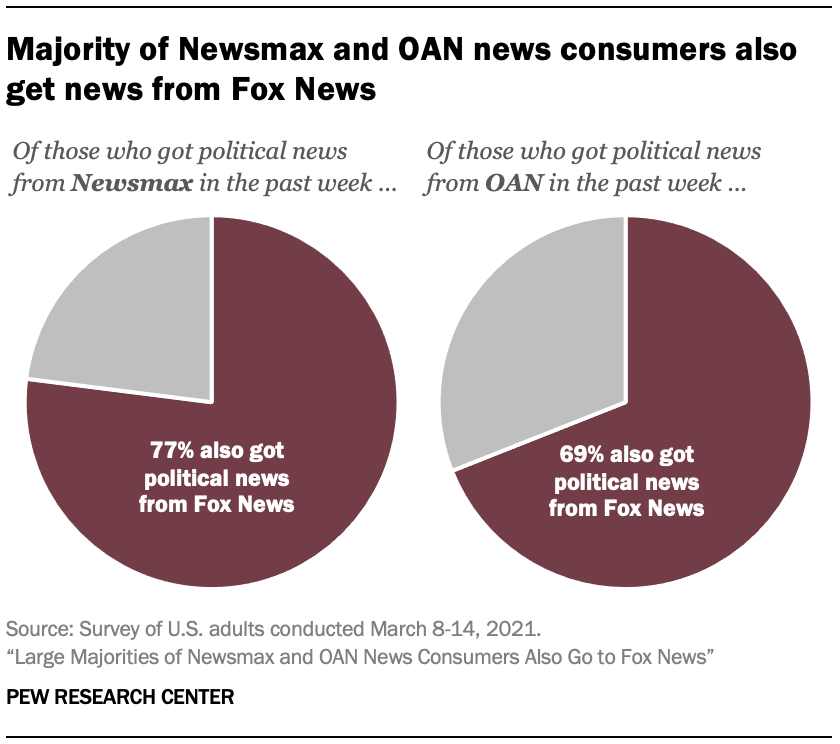 Majority of Newsmax and OAN news consumers also
get news from Fox News
Of those who got political news
from Newsmax in the past week ...
Of those who got political news
from OAN in the past week ...
77% also got
political news
from Fox News
69% also got
political news
from Fox News
Source: Survey of U.S. adults conducted March 8-14, 2021.
“Large Majorities of Newsmax and OAN News Consumers Also Go to Fox News”
PEW RESEARCH CENTER